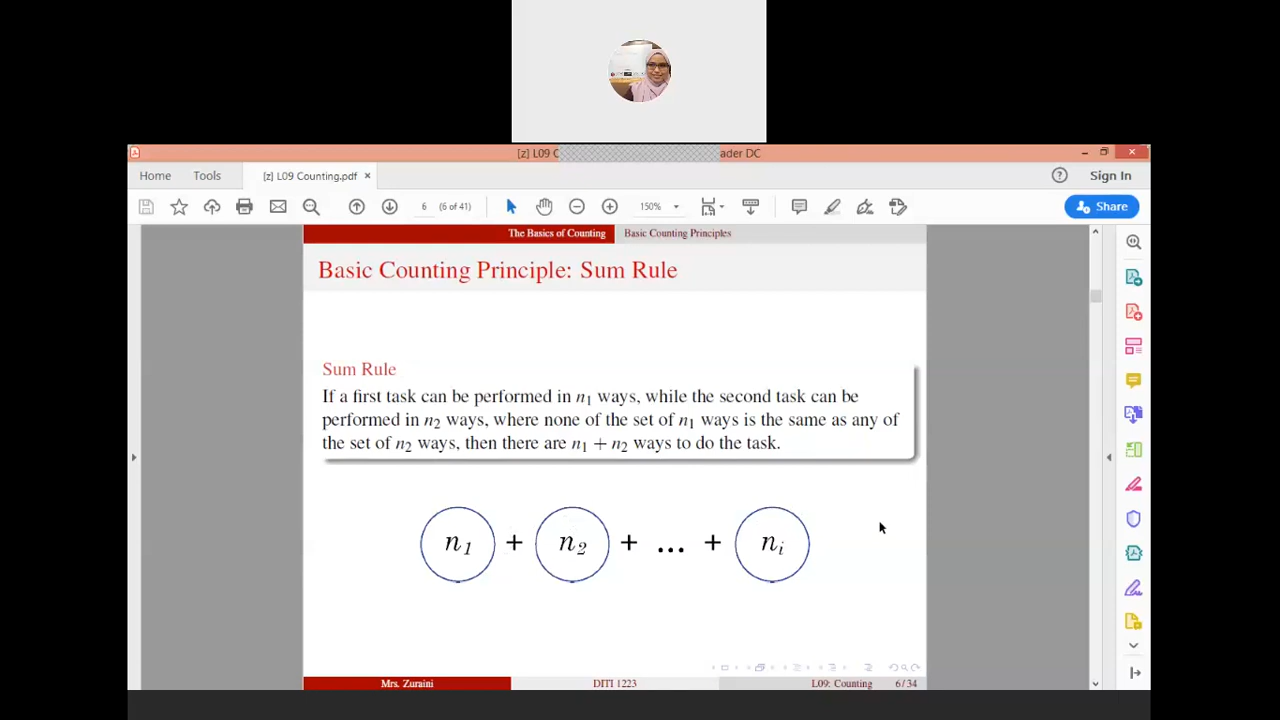 [z] L09 C ader DC
Home Tools [z] L09 Counting.pdf × Sign In
6 (6 of 41) 150% Share
The Basics of Counting Basic Counting Principles
Basic Counting Principle: Sum Rule
Sum Rule
If a first task can be performed in n₁ ways, while the second task can be
performed in n₂ ways, where none of the set of n₁ ways is the same as any of
the set of n₂ ways, then there are n₁ + n₂ ways to do the task.
n₁ + n₂ + ... + nᵢ
Mrs. Zuraini DITI 1223 L09: Counting 6 / 34